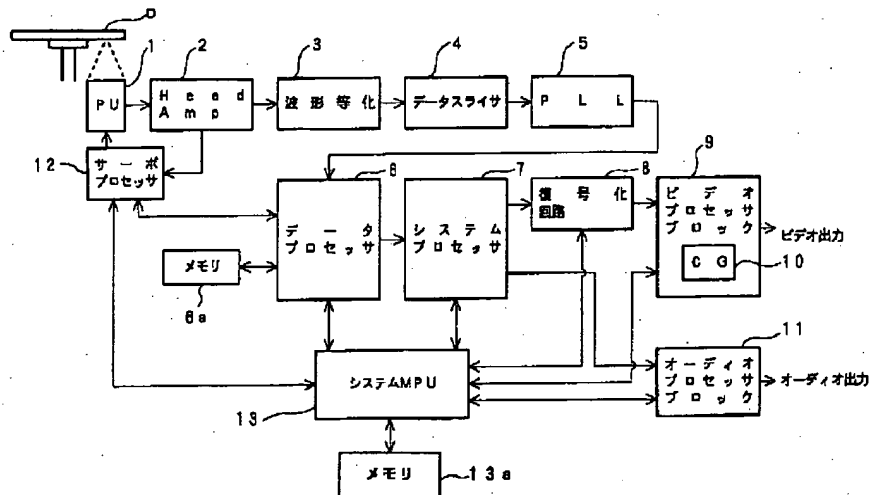 D
1
2
3
4
5
PU
Head
Amp
波形等化
データスライサ
PLL
12
サーボ
プロセッサ
6
7
8
9
データ
プロセッサ
システム
プロセッサ
復号化
回路
ビデオ
プロセッサ
ブロック
CG
10
ビデオ出力
メモリ
6a
11
システムMPU
13
オーディオ
プロセッサ
ブロック
オーディオ出力
メモリ
13a